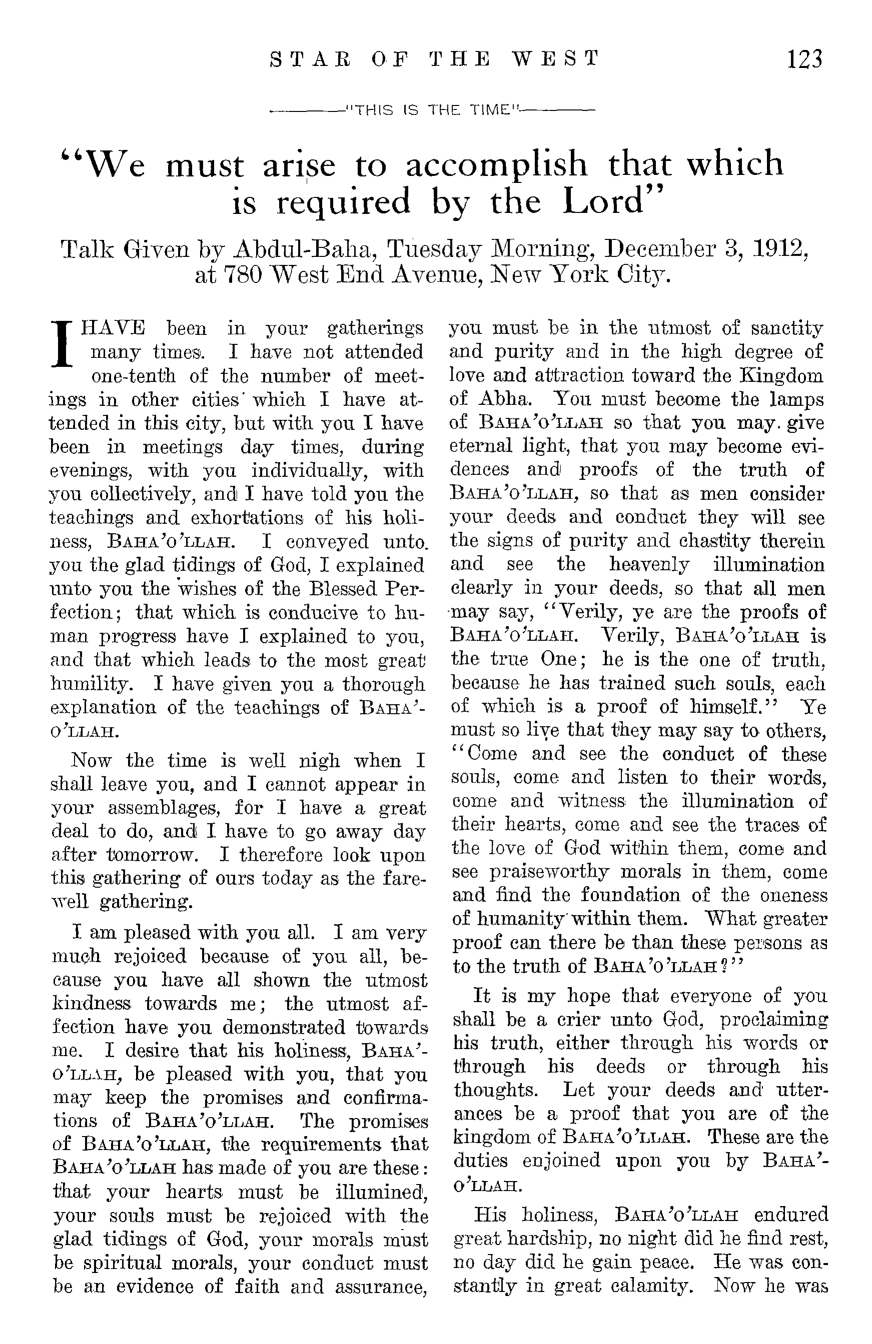 STAR OF THE WEST 123
"THIS IS THE TIME"
“We must arise to accomplish that which
is required by the Lord”
Talk Given by Abdul-Baha, Tuesday Morning, December 3, 1912,
at 780 West End Avenue, New York City.
I HAVE been in your gatherings
many times. I have not attended
one-tenth of the number of meet-
ings in other cities which I have at-
tended in this city, but with you I have
been in meetings day times, during
evenings, with you individually, with
you collectively, and I have told you the
teachings and exhortations of his holi-
ness, BAHA’O’LLAH. I conveyed unto
you the glad tidings of God, I explained
unto you the wishes of the Blessed Per-
fection; that which is conducive to hu-
man progress have I explained to you,
and that which leads to the most great
humility. I have given you a thorough
explanation of the teachings of BAHA’-
O’LLAH.
Now the time is well nigh when I
shall leave you, and I cannot appear in
your assemblages, for I have a great
deal to do, and I have to go away day
after tomorrow. I therefore look upon
this gathering of ours today as the fare-
well gathering.
I am pleased with you all. I am very
much rejoiced because of you all, be-
cause you have all shown the utmost
kindness towards me; the utmost af-
fection have you demonstrated towards
me. I desire that his holiness, BAHA’-
O’LLAH, be pleased with you, that you
may keep the promises and confirma-
tions of BAHA’O’LLAH. The promises
of BAHA’O’LLAH, the requirements that
BAHA’O’LLAH has made of you are these:
that your hearts must be illumined,
your souls must be rejoiced with the
glad tidings of God, your morals must
be spiritual morals, your conduct must
be an evidence of faith and assurance,
you must be in the utmost of sanctity
and purity and in the high degree of
love and attraction toward the Kingdom
of Abha. You must become the lamps
of BAHA’O’LLAH so that you may give
eternal light, that you may become evi-
dences and proofs of the truth of
BAHA’O’LLAH, so that as men consider
your deeds and conduct they will see
the signs of purity and chastity therein
and see the heavenly illumination
clearly in your deeds, so that all men
may say, “Verily, ye are the proofs of
BAHA’O’LLAH. Verily, BAHA’O’LLAH is
the true One; he is the one of truth,
because he has trained such souls, each
of which is a proof of himself.” Ye
must so live that they may say to others,
“Come and see the conduct of these
souls, come and listen to their words,
come and witness the illumination of
their hearts, come and see the traces of
the love of God within them, come and
see praiseworthy morals in them, come
and find the foundation of the oneness
of humanity within them. What greater
proof can there be than these persons as
to the truth of BAHA’O’LLAH?”
It is my hope that everyone of you
shall be a crier unto God, proclaiming
his truth, either through his words or
through his deeds or through his
thoughts. Let your deeds and utter-
ances be a proof that you are of the
kingdom of BAHA’O’LLAH. These are the
duties enjoined upon you by BAHA’-
O’LLAH.
His holiness, BAHA’O’LLAH endured
great hardship, no night did he find rest,
no day did he gain peace. He was con-
stantly in great calamity. Now he was